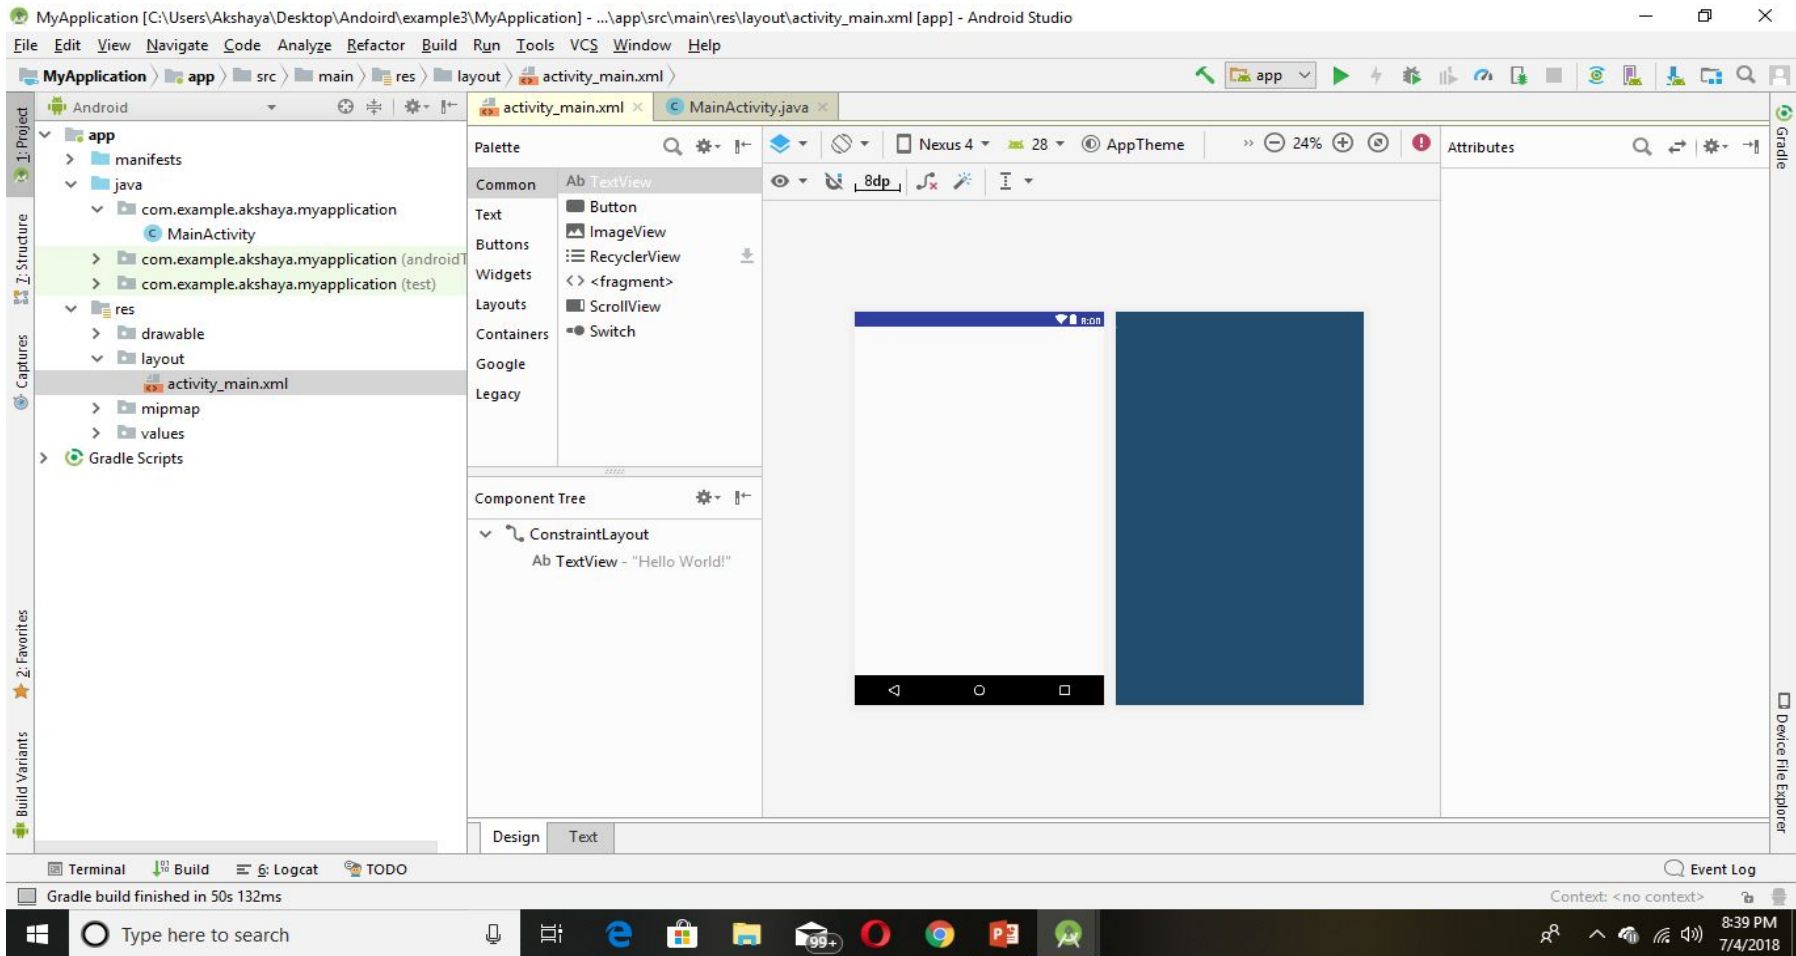 MyApplication [C:\Users\Akshaya\Desktop\Andoird\example3\MyApplication] - ...\app\src\main\res\layout\activity_main.xml [app] - Android Studio
File Edit View Navigate Code Analyze Refactor Build Run Tools VCS Window Help
MyApplication app src main res layout activity_main.xml
app
1: Project
7: Structure
Captures
2: Favorites
Build Variants
Android
app
manifests
java
com.example.akshaya.myapplication
MainActivity
com.example.akshaya.myapplication (androidT
com.example.akshaya.myapplication (test)
res
drawable
layout
activity_main.xml
mipmap
values
Gradle Scripts
activity_main.xml
MainActivity.java
Palette
Common
Text
Buttons
Widgets
Layouts
Containers
Google
Legacy
Ab TextView
Button
ImageView
RecyclerView
<fragment>
ScrollView
Switch
Component Tree
ConstraintLayout
Ab TextView - "Hello World!"
Nexus 4 28 AppTheme » 24%
8dp
8:00
Attributes
Gradle
Device File Explorer
Design Text
Terminal Build 6: Logcat TODO
Event Log
Gradle build finished in 50s 132ms
Context: <no context>
Type here to search
99+
8:39 PM
7/4/2018